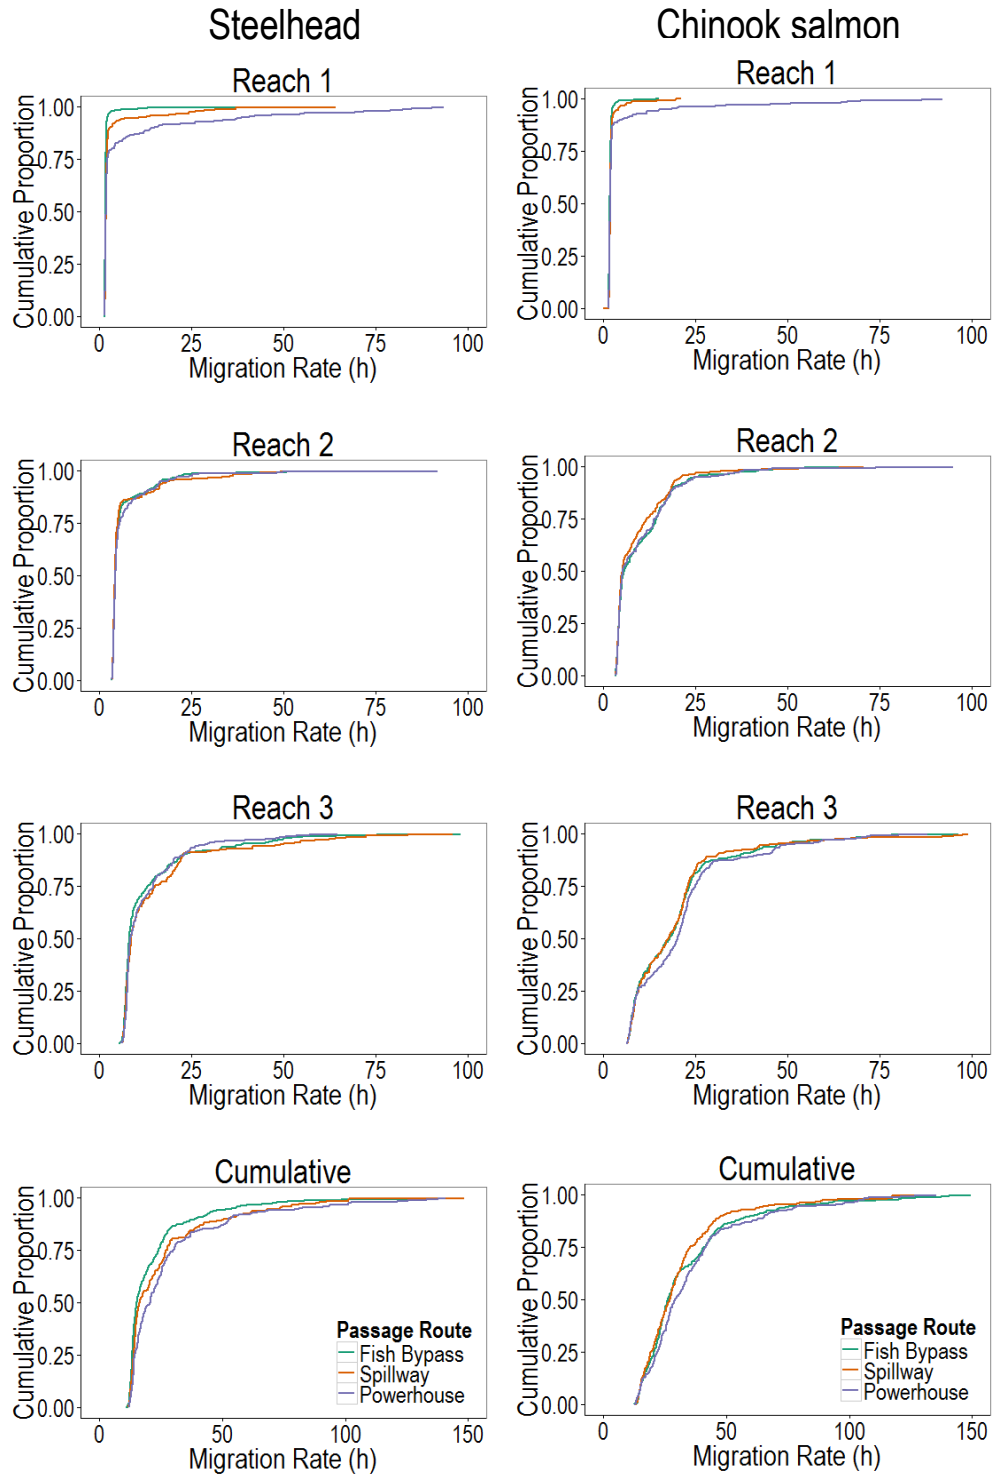 Steelhead
Chinook salmon
Reach 1
Cumulative Proportion
1.00
0.75
0.50
0.25
0.00
0 25 50 75 100
Migration Rate (h)
Reach 1
Cumulative Proportion
1.00
0.75
0.50
0.25
0.00
0 25 50 75 100
Migration Rate (h)
Reach 2
Cumulative Proportion
1.00
0.75
0.50
0.25
0.00
0 25 50 75 100
Migration Rate (h)
Reach 2
Cumulative Proportion
1.00
0.75
0.50
0.25
0.00
0 25 50 75 100
Migration Rate (h)
Reach 3
Cumulative Proportion
1.00
0.75
0.50
0.25
0.00
0 25 50 75 100
Migration Rate (h)
Reach 3
Cumulative Proportion
1.00
0.75
0.50
0.25
0.00
0 25 50 75 100
Migration Rate (h)
Cumulative
Cumulative Proportion
1.00
0.75
0.50
0.25
0.00
Passage Route
Fish Bypass
Spillway
Powerhouse
0 50 100 150
Migration Rate (h)
Cumulative
Cumulative Proportion
1.00
0.75
0.50
0.25
0.00
Passage Route
Fish Bypass
Spillway
Powerhouse
0 50 100 150
Migration Rate (h)